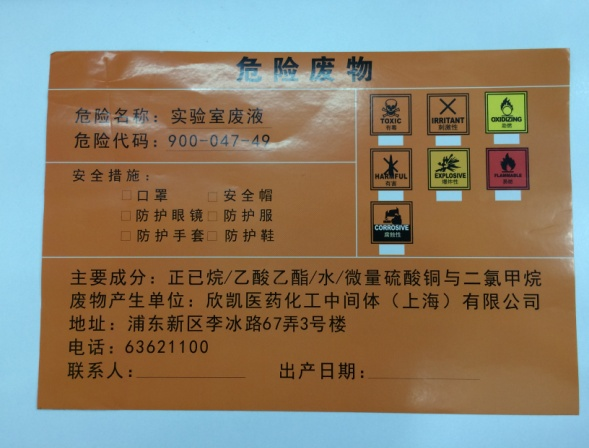 危险废物
危险名称：实验室废液
危险代码：900-047-49
TOXIC
有毒
IRRITANT
刺激性
OXIDIZING
助燃
HARMFUL
有害
EXPLOSIVE
爆炸性
FLAMMABLE
易燃
CORROSIVE
腐蚀性
安全措施：
□口罩 □安全帽
□防护眼镜□防护服
□防护手套□防护鞋
主要成分：正已烷/乙酸乙酯/水/微量硫酸铜与二氯甲烷
废物产生单位：欣凯医药化工中间体（上海）有限公司
地址：浦东新区李冰路67弄3号楼
电话：63621100
联系人： 出产日期：